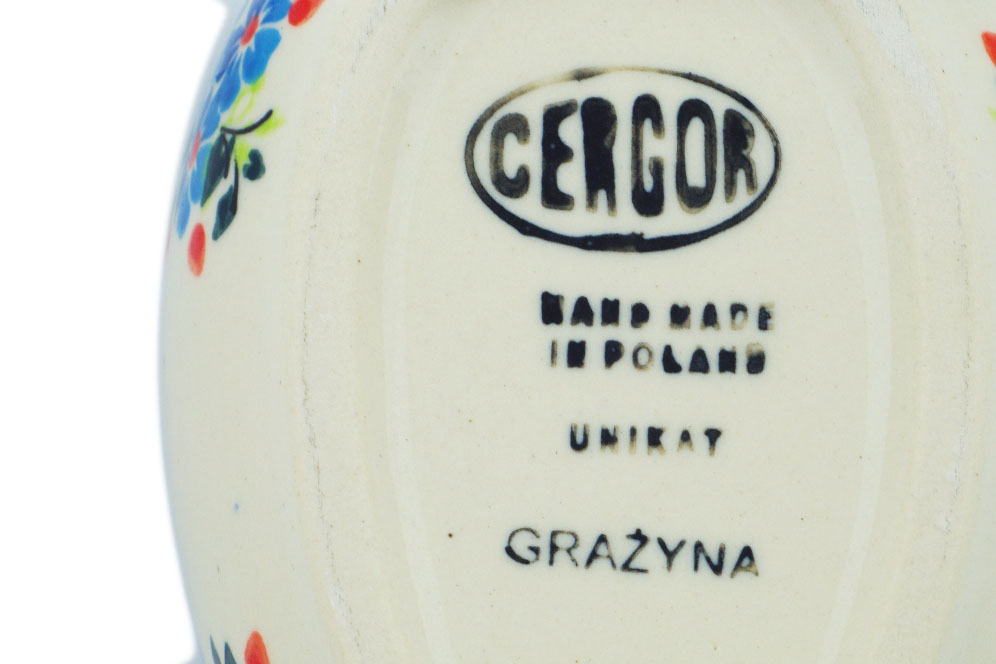 CERGOR
HAND MADE
IN POLAND
UNIKAT
GRAŻYNA